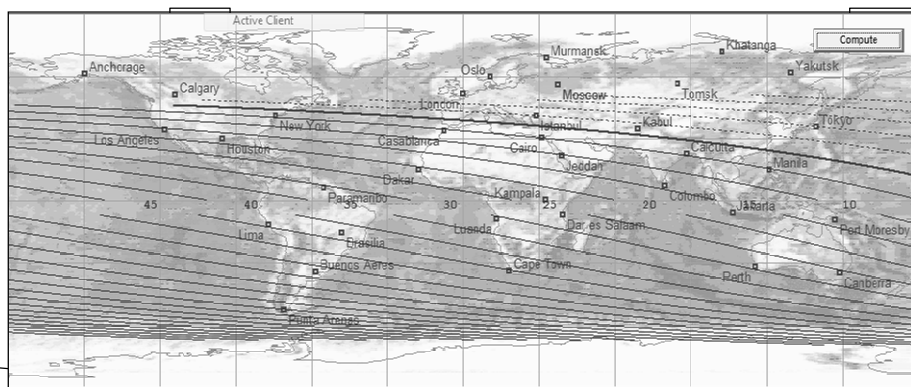 Active Client
Compute
Murmansk
Khatanga
Anchorage
Oslo
Yakutsk
Calgary
London
Moscow
Tomsk
New York
Istanbul
Kabul
Tokyo
Los Angeles
Houston
Casablanca
Cairo
Calcutta
Jeddah
Manila
Dakar
Paramaribo
Kampala
Colombo
45 40 35 30 25 20 Jakarta 10
Lima
Brasilia
Luanda
Dar es Salaam
Port Moresby
Buenos Aeres
Cape Town
Perth
Canberra
Punta Arenas